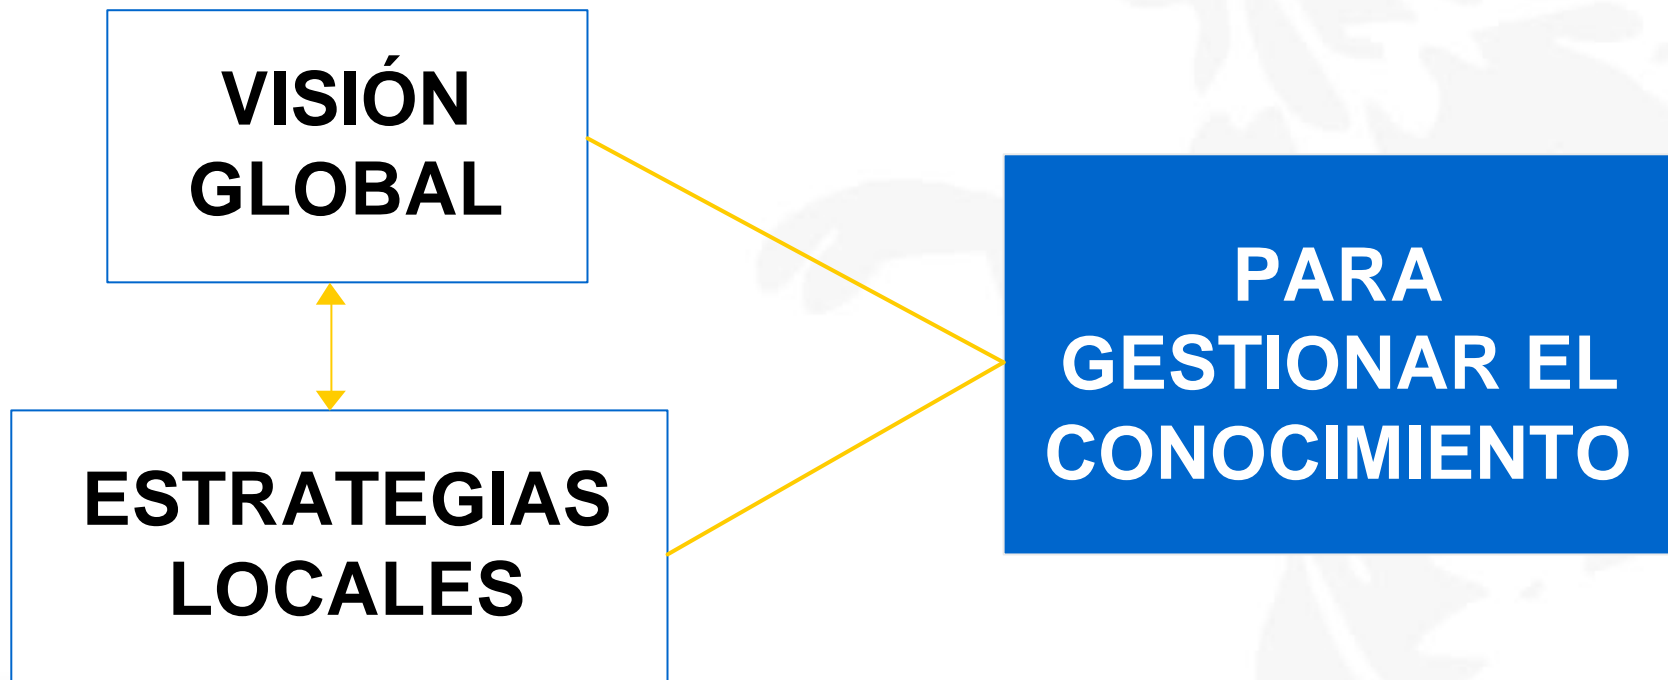 VISIÓN
GLOBAL
ESTRATEGIAS
LOCALES
PARA
GESTIONAR EL
CONOCIMIENTO